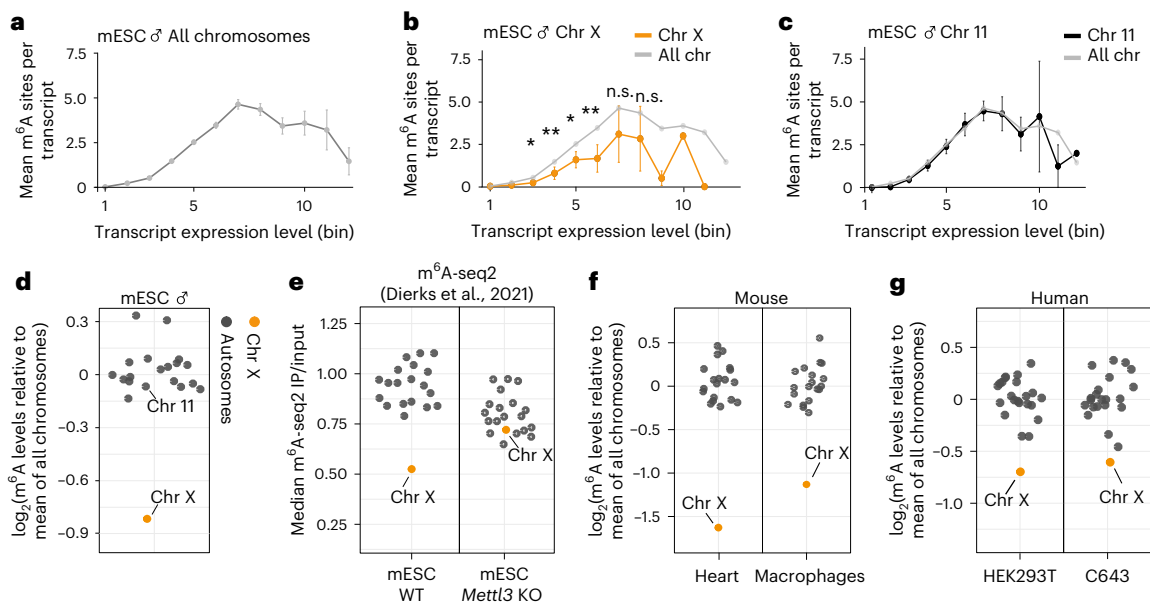 a
mESC ♂ All chromosomes
Mean m⁶A sites per
transcript
7.5
5.0
2.5
0
1
5
10
Transcript expression level (bin)
b
mESC ♂ Chr X
Chr X
All chr
Mean m⁶A sites per
transcript
7.5
5.0
2.5
0
* ** * ** n.s. n.s.
1
5
10
Transcript expression level (bin)
c
mESC ♂ Chr 11
Chr 11
All chr
Mean m⁶A sites per
transcript
7.5
5.0
2.5
0
1
5
10
Transcript expression level (bin)
d
mESC ♂
log₂(m⁶A levels relative to
mean of all chromosomes)
0.3
0
−0.3
−0.6
−0.9
Chr 11
Chr X
Chr X
Autosomes
e
m⁶A-seq2
(Dierks et al., 2021)
Median m⁶A-seq2 IP/input
1.25
1.00
0.75
0.50
0.25
Chr X
Chr X
mESC
WT
mESC
Mettl3 KO
f
Mouse
log₂(m⁶A levels relative to
mean of all chromosomes)
0.5
0
−0.5
−1.0
−1.5
Chr X
Chr X
Heart
Macrophages
g
Human
log₂(m⁶A levels relative to
mean of all chromosomes)
0.5
0
−0.5
−1.0
Chr X
Chr X
HEK293T
C643